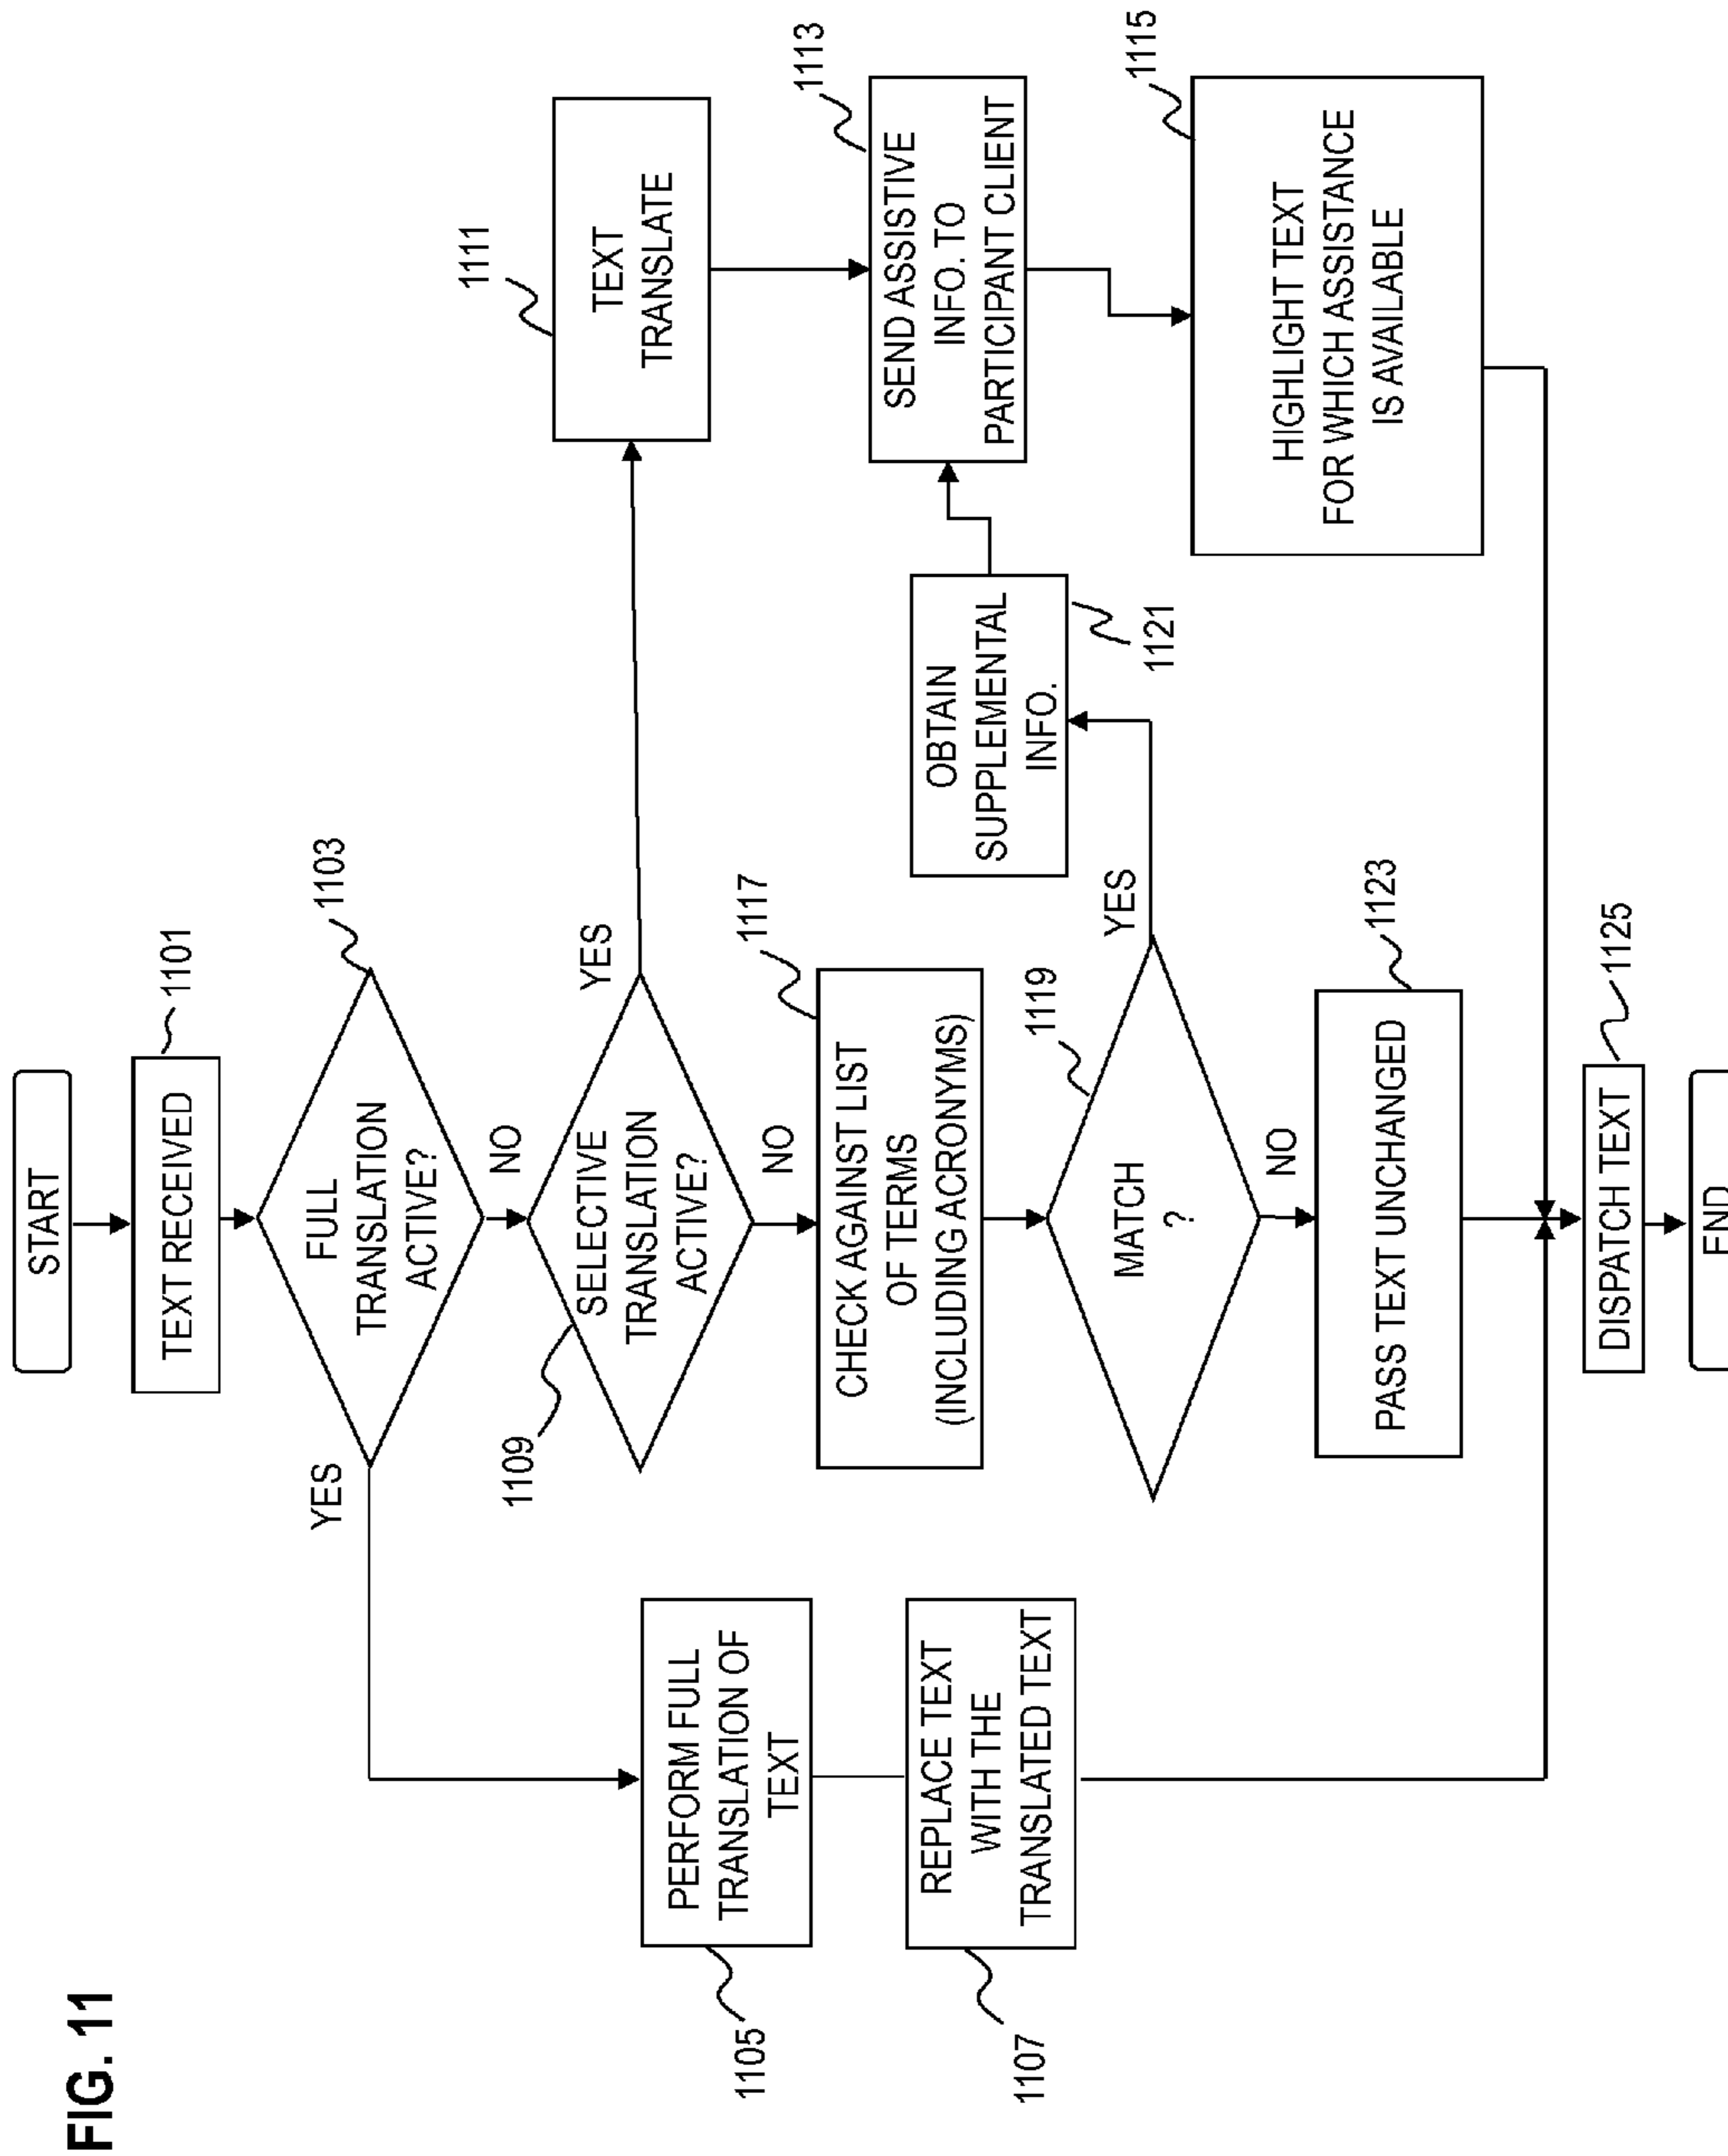 FIG. 11
START
TEXT RECEIVED
1101
FULL
TRANSLATION
ACTIVE?
1103
YES
NO
PERFORM FULL
TRANSLATION OF
TEXT
1105
REPLACE TEXT
WITH THE
TRANSLATED TEXT
1107
SELECTIVE
TRANSLATION
ACTIVE?
1109
YES
NO
TEXT
TRANSLATE
1111
SEND ASSISTIVE
INFO. TO
PARTICIPANT CLIENT
1113
HIGHLIGHT TEXT
FOR WHICH ASSISTANCE
IS AVAILABLE
1115
CHECK AGAINST LIST
OF TERMS
(INCLUDING ACRONYMS)
1117
MATCH
?
1119
YES
NO
OBTAIN
SUPPLEMENTAL
INFO.
1121
PASS TEXT UNCHANGED
1123
DISPATCH TEXT
1125
END